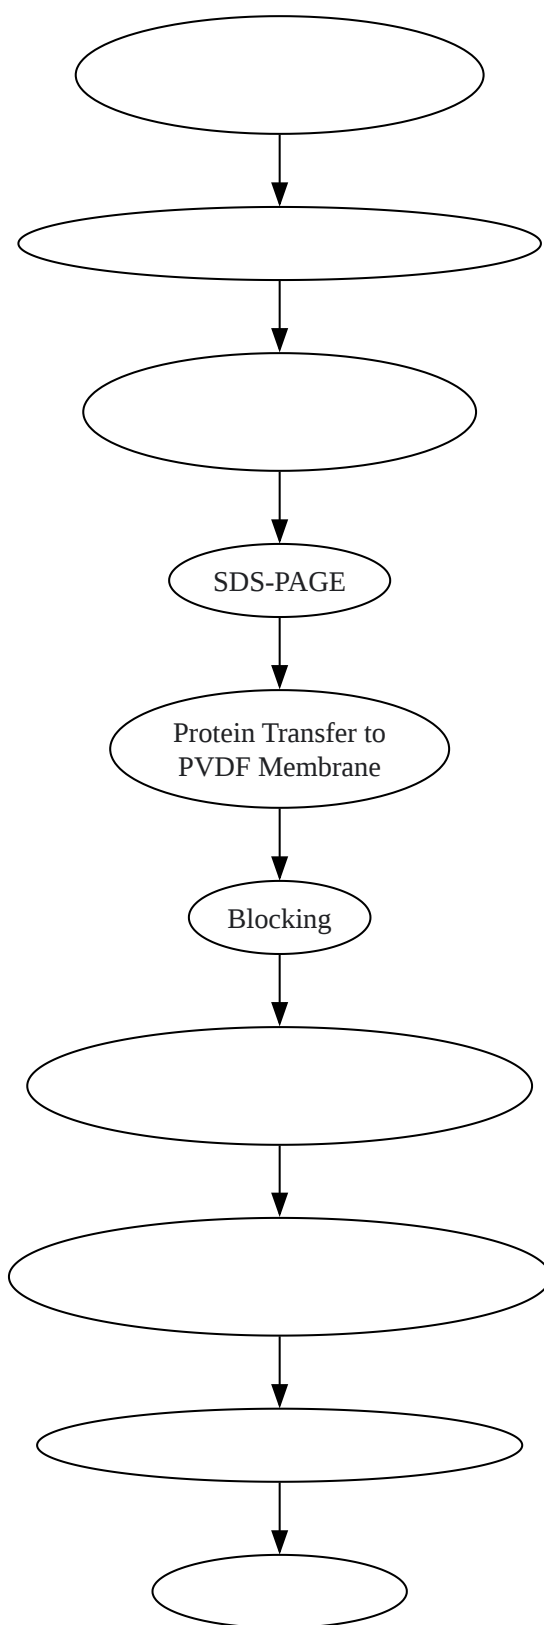 SDS-PAGE
Protein Transfer to
PVDF Membrane
Blocking